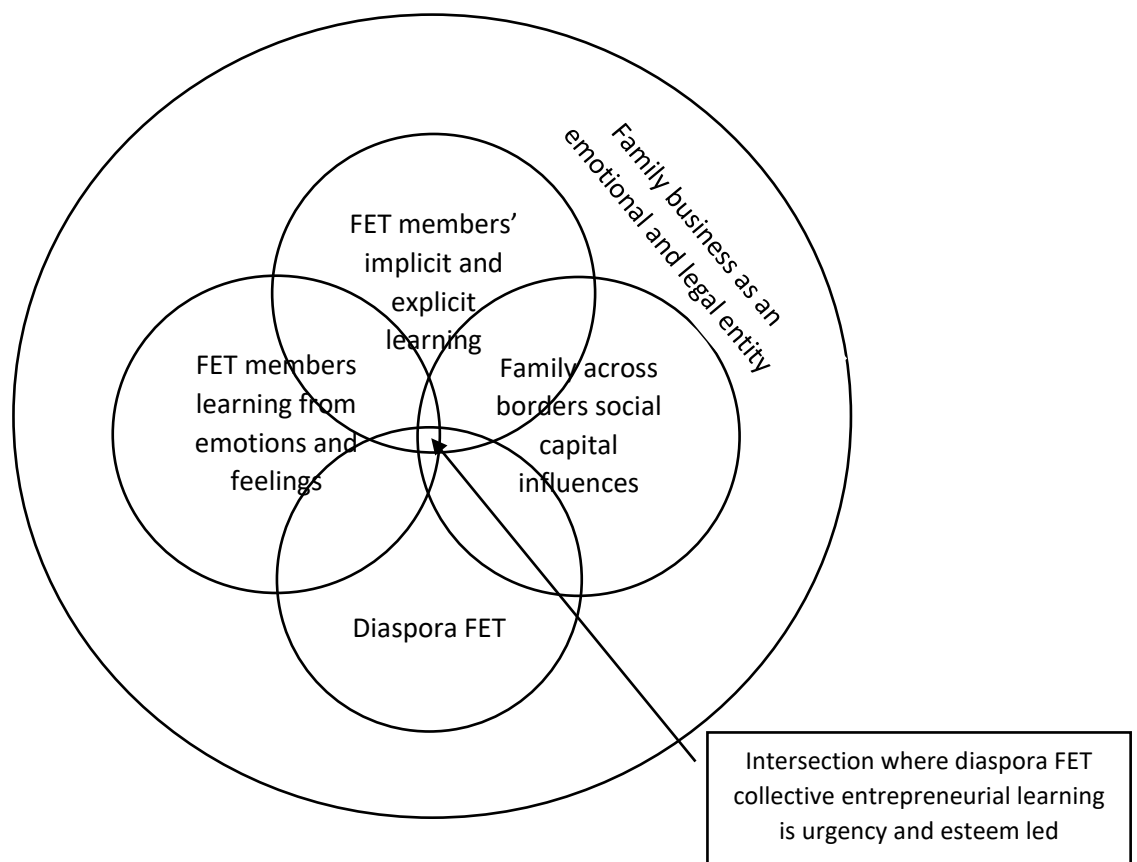 Family business as an
emotional and legal entity
FET members’
implicit and
explicit
learning
FET members
learning from
emotions and
feelings
Family across
borders social
capital
influences
Diaspora FET
Intersection where diaspora FET
collective entrepreneurial learning
is urgency and esteem led